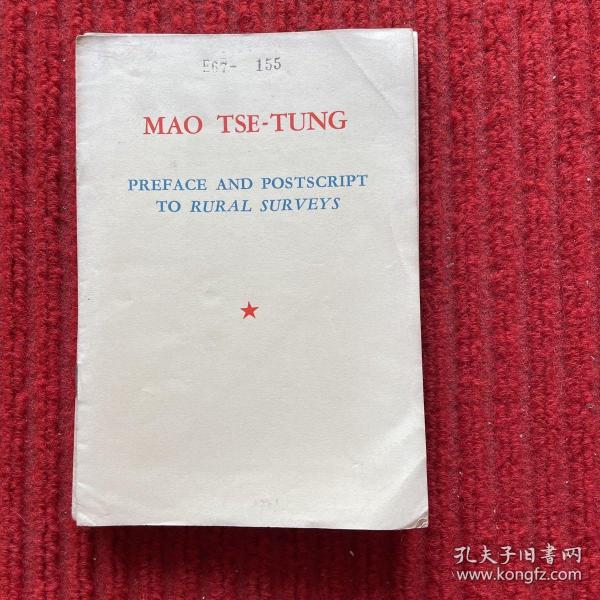 E67- 155
MAO TSE-TUNG
PREFACE AND POSTSCRIPT
TO RURAL SURVEYS
孔夫子旧书网
www.kongfz.com